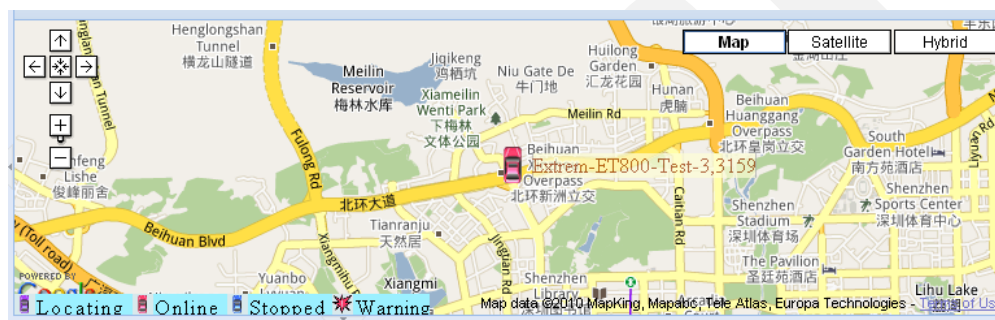 Henglongshan
Tunnel
横龙山隧道
Map
Satellite
Hybrid
Jiqikeng
鸡栖坑
Huilong
Garden
汇龙花园
Niu Gate De
牛门地
Meilin
Reservoir
梅林水库
Xiameilin
Wenti Park
下梅林
文体公园
Hunan
虎腩
Meilin Rd
Beihuan
Huanggang
Overpass
北环皇岗立交
South
Garden Hotel
南方苑酒店
Fulong Rd
Beihuan
Extrem-ET800-Test-3,3159
Overpass
北环新洲立交
Lishe
俊峰丽舍
Shenzhen
Sports Center
深圳体育中心
Shenzhen
Stadium
深圳体育场
Caitian Rd
北环大道
Beihuan Blvd
Tianranju
天然居
Jingtian Rd
Xiangmihu Rd
The Pavilion
圣廷苑酒店
(Toll road)
POWERED BY
Google
Yuanbo
Xiangmi
Shenzhen
Library
Lihu Lake
Locating
Online
Stopped
Warning
Map data ©2010 MapKing, Mapabc, Tele Atlas, Europa Technologies - Terms of Us